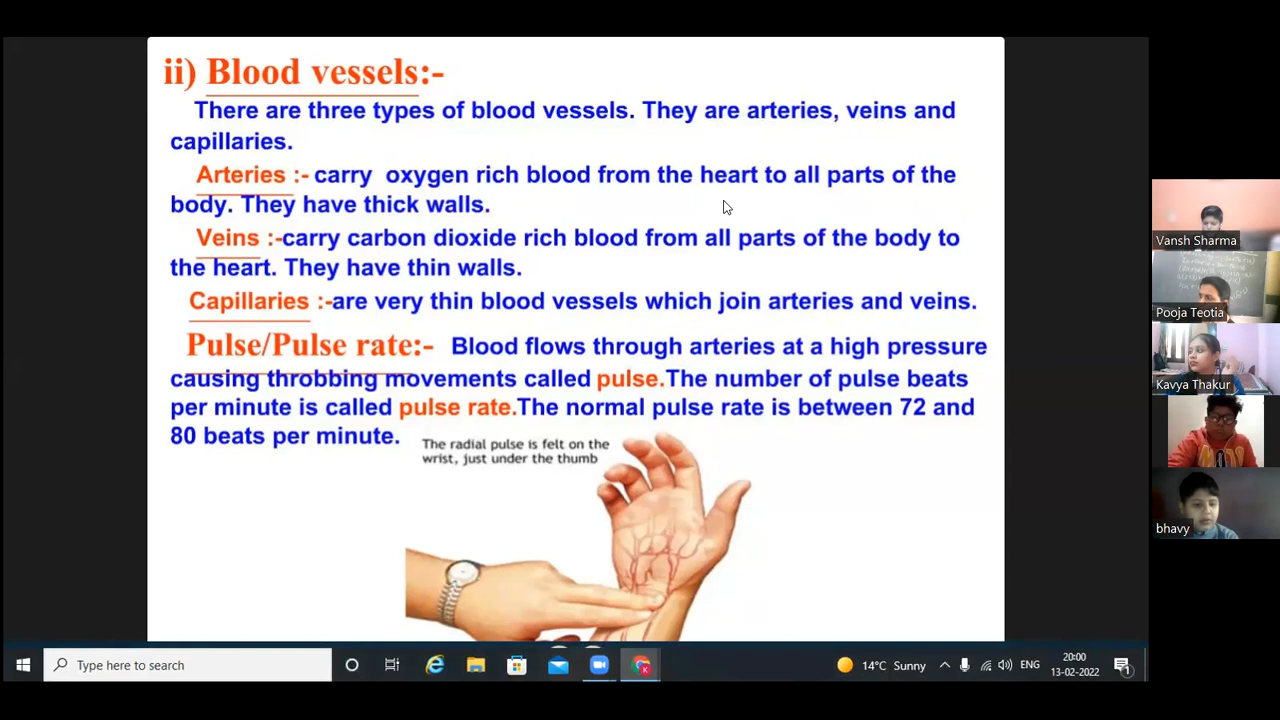 ii) Blood vessels:-
There are three types of blood vessels. They are arteries, veins and
capillaries.
Arteries :- carry oxygen rich blood from the heart to all parts of the
body. They have thick walls.
Veins :-carry carbon dioxide rich blood from all parts of the body to
the heart. They have thin walls.
Capillaries :-are very thin blood vessels which join arteries and veins.
Pulse/Pulse rate:- Blood flows through arteries at a high pressure
causing throbbing movements called pulse.The number of pulse beats
per minute is called pulse rate.The normal pulse rate is between 72 and
80 beats per minute.
The radial pulse is felt on the
wrist, just under the thumb
Vansh Sharma
Pooja Teotia
Kavya Thakur
bhavy
Type here to search
14°C Sunny
ENG
20:00
13-02-2022
1